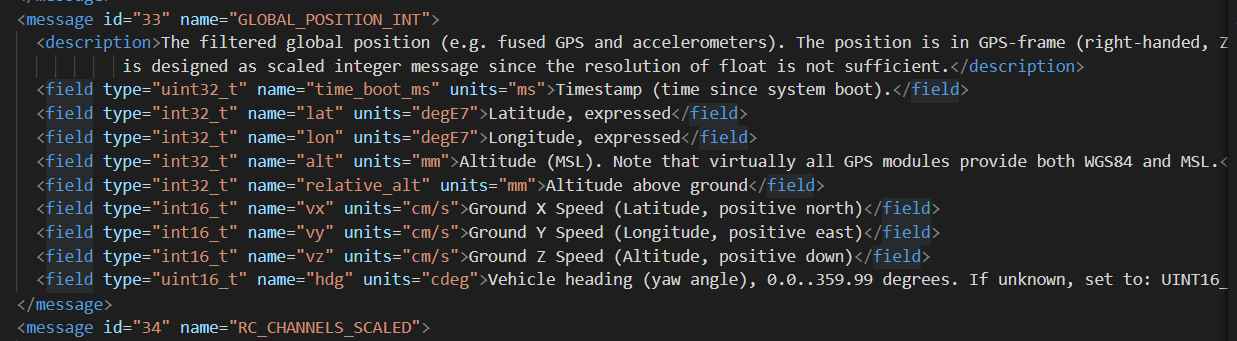 <message id="33" name="GLOBAL_POSITION_INT">
<description>The filtered global position (e.g. fused GPS and accelerometers). The position is in GPS-frame (right-handed, Z
is designed as scaled integer message since the resolution of float is not sufficient.</description>
<field type="uint32_t" name="time_boot_ms" units="ms">Timestamp (time since system boot).</field>
<field type="int32_t" name="lat" units="degE7">Latitude, expressed</field>
<field type="int32_t" name="lon" units="degE7">Longitude, expressed</field>
<field type="int32_t" name="alt" units="mm">Altitude (MSL). Note that virtually all GPS modules provide both WGS84 and MSL.<
<field type="int32_t" name="relative_alt" units="mm">Altitude above ground</field>
<field type="int16_t" name="vx" units="cm/s">Ground X Speed (Latitude, positive north)</field>
<field type="int16_t" name="vy" units="cm/s">Ground Y Speed (Longitude, positive east)</field>
<field type="int16_t" name="vz" units="cm/s">Ground Z Speed (Altitude, positive down)</field>
<field type="uint16_t" name="hdg" units="cdeg">Vehicle heading (yaw angle), 0.0..359.99 degrees. If unknown, set to: UINT16_
</message>
<message id="34" name="RC_CHANNELS_SCALED">